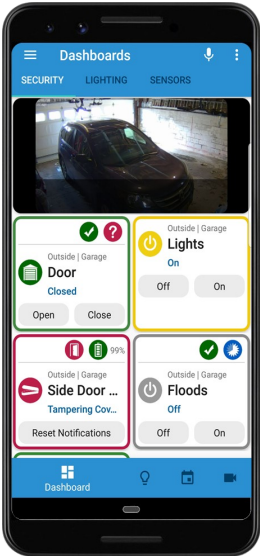 Dashboards
SECURITY LIGHTING SENSORS
?
Outside | Garage
Door
Closed
Open Close
Outside | Garage
Lights
On
Off On
99%
Outside | Garage
Side Door ...
Tampering Cov...
Reset Notifications
Outside | Garage
Floods
Off
Off On
Dashboard